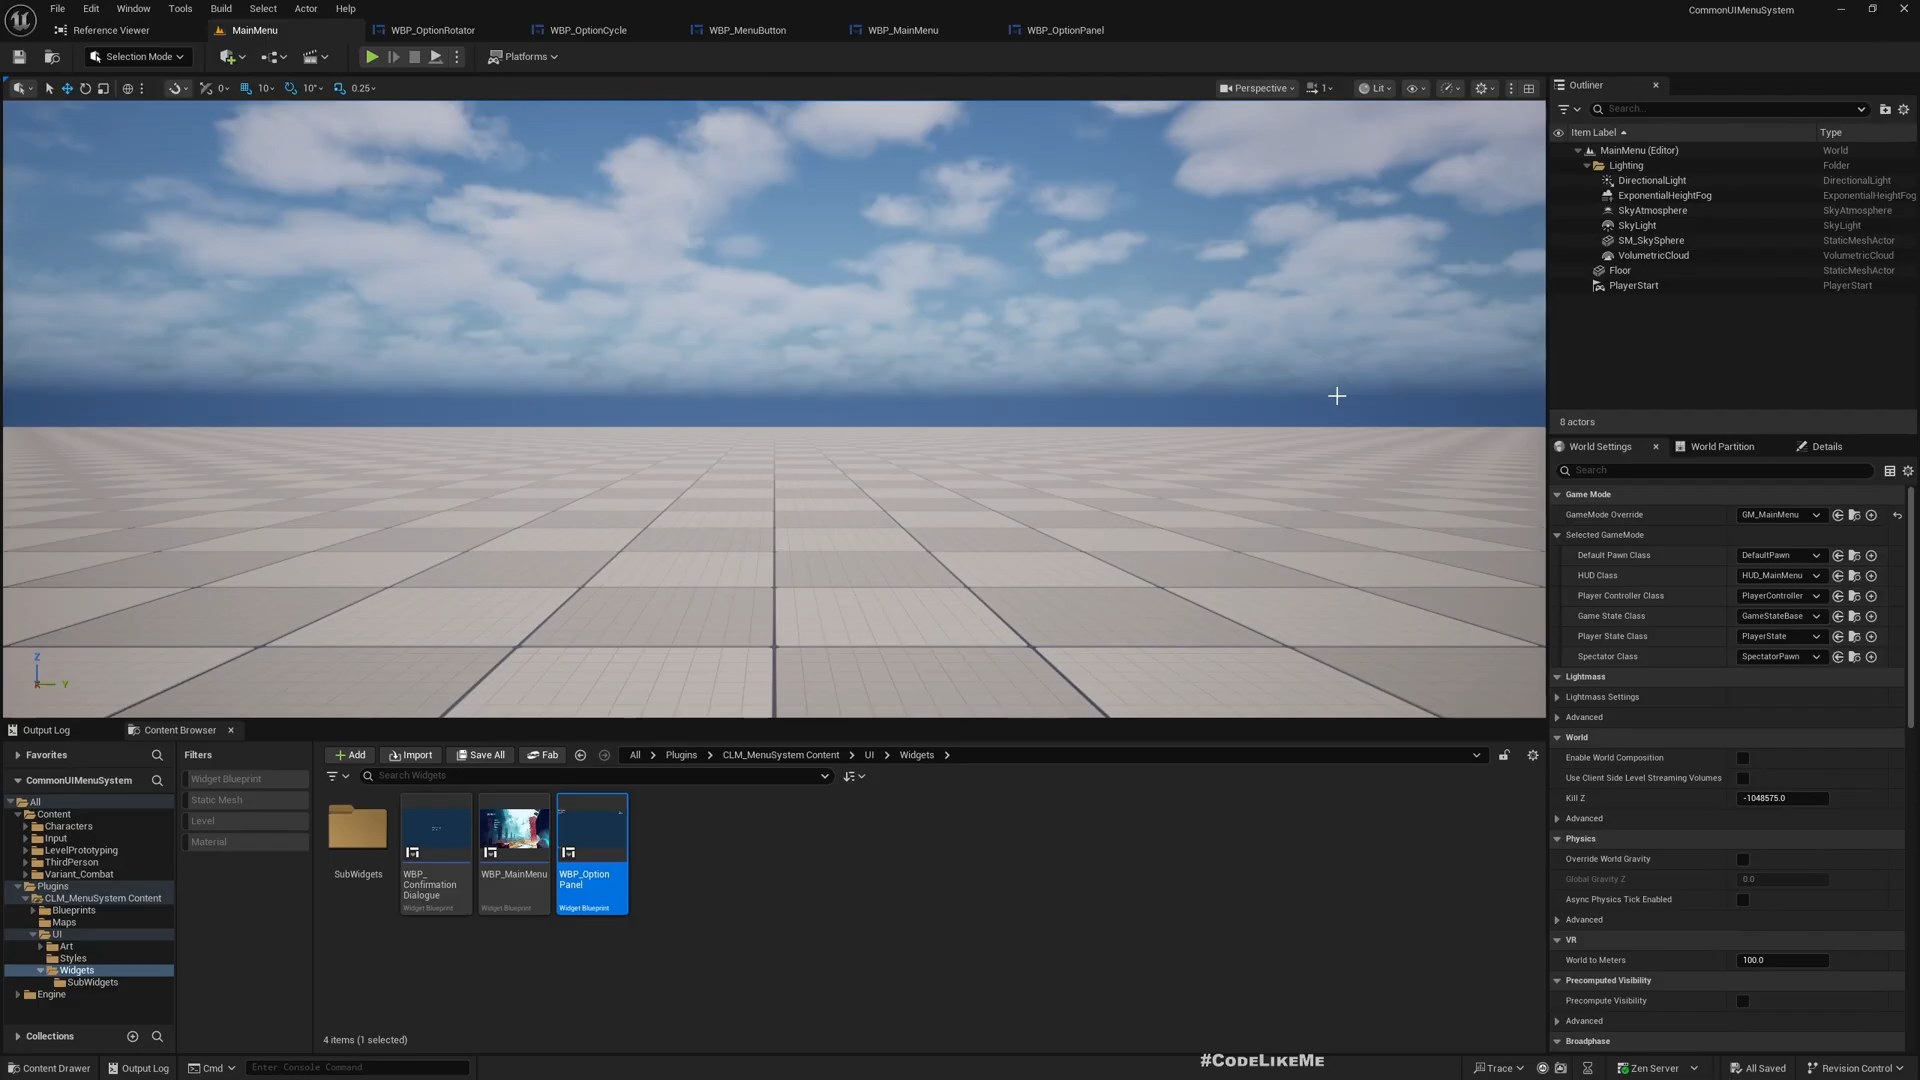 File Edit Window Tools Build Select Actor Help
CommonUIMenuSystem
Reference Viewer
MainMenu
WBP_OptionRotator
WBP_OptionCycle
WBP_MenuButton
WBP_MainMenu
WBP_OptionPanel
Selection Mode
Platforms
0
10
10°
0.25
Perspective
1
Lit
Outliner
Search...
Item Label
Type
MainMenu (Editor) World
Lighting Folder
DirectionalLight DirectionalLight
ExponentialHeightFog ExponentialHeightFog
SkyAtmosphere SkyAtmosphere
SkyLight SkyLight
SM_SkySphere StaticMeshActor
VolumetricCloud VolumetricCloud
Floor StaticMeshActor
PlayerStart PlayerStart
8 actors
World Settings
World Partition
Details
Search
Game Mode
GameMode Override GM_MainMenu
Selected GameMode
Default Pawn Class DefaultPawn
HUD Class HUD_MainMenu
Player Controller Class PlayerController
Game State Class GameStateBase
Player State Class PlayerState
Spectator Class SpectatorPawn
Lightmass
Lightmass Settings
Advanced
World
Enable World Composition
Use Client Side Level Streaming Volumes
Kill Z -1048575.0
Advanced
Physics
Override World Gravity
Global Gravity Z 0.0
Async Physics Tick Enabled
Advanced
VR
World to Meters 100.0
Precomputed Visibility
Precompute Visibility
Advanced
Broadphase
Z
X
Y
Output Log
Content Browser
Favorites
CommonUIMenuSystem
All
Content
Characters
Input
LevelPrototyping
ThirdPerson
Variant_Combat
Plugins
CLM_MenuSystem Content
Blueprints
Maps
UI
Art
Styles
Widgets
SubWidgets
Engine
Collections
Filters
Widget Blueprint
Static Mesh
Level
Material
Add
Import
Save All
Fab
All
Plugins
CLM_MenuSystem Content
UI
Widgets
Search Widgets
SubWidgets
WBP_
Confirmation
Dialogue
Widget Blueprint
WBP_MainMenu
Widget Blueprint
WBP_Option
Panel
Widget Blueprint
4 items (1 selected)
#CodeLikeMe
Content Drawer
Output Log
Cmd
Enter Console Command
Trace
Zen Server
All Saved
Revision Control